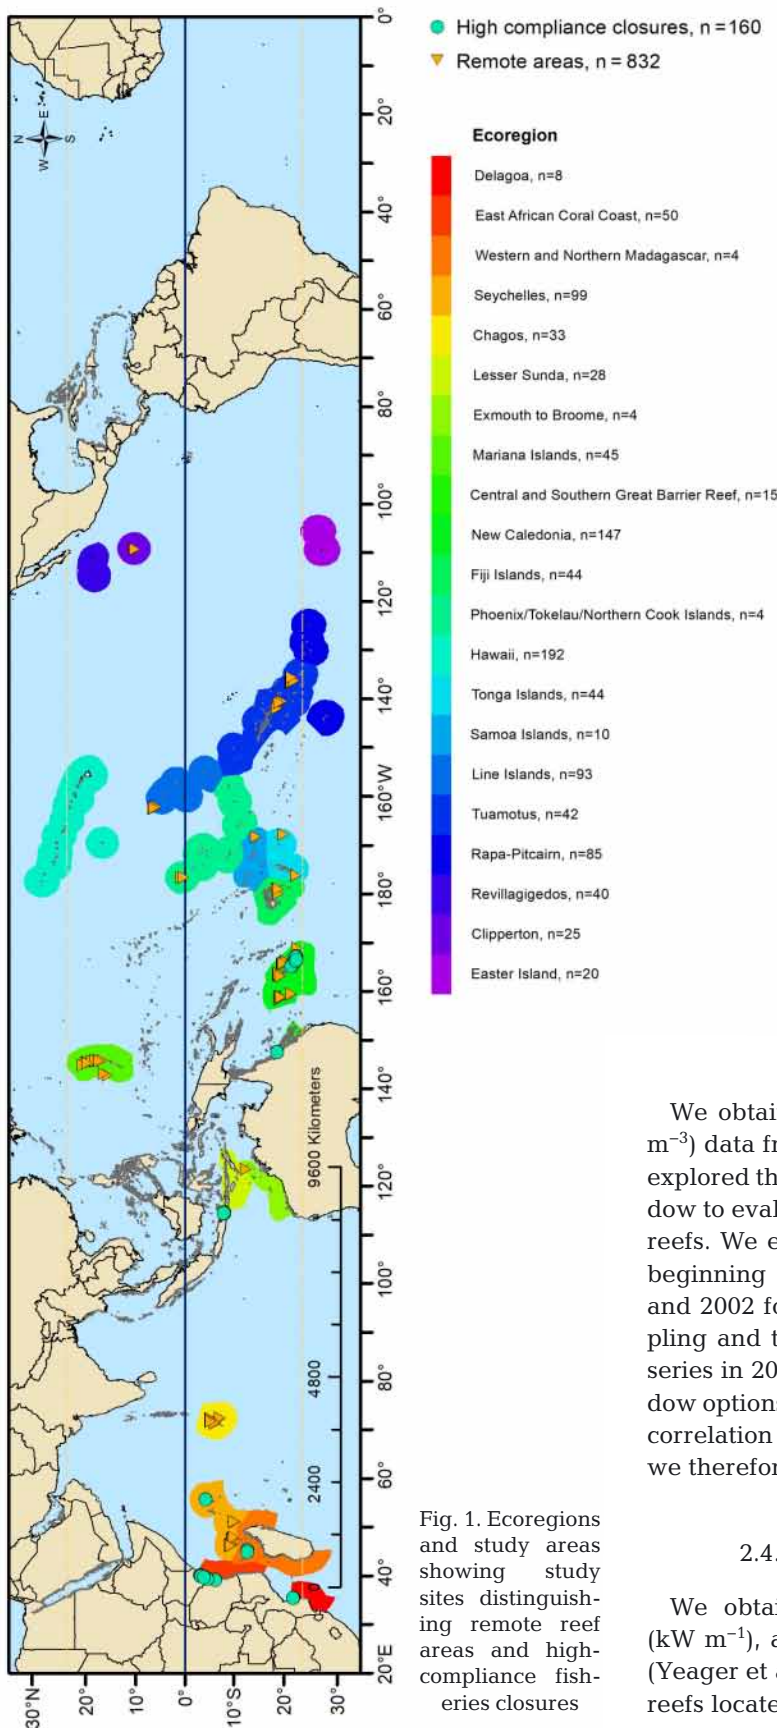 High compliance closures, n=160
Remote areas, n=832
Ecoregion
Delagoa, n=8
East African Coral Coast, n=50
Western and Northern Madagascar, n=4
Seychelles, n=99
Chagos, n=33
Lesser Sunda, n=28
Exmouth to Broome, n=4
Mariana Islands, n=45
Central and Southern Great Barrier Reef, n=15
New Caledonia, n=147
Fiji Islands, n=44
Phoenix/Tokelau/Northern Cook Islands, n=4
Hawaii, n=192
Tonga Islands, n=44
Samoa Islands, n=10
Line Islands, n=93
Tuamotus, n=42
Rapa-Pitcairn, n=85
Revillagigedos, n=40
Clipperton, n=25
Easter Island, n=20
N
E
S
W
0°
20°
40°
60°
80°
100°
120°
140°
160°W
180°
160°
140°
120°
100°
80°
60°
40°
20°E
30°N
20°
10°
0°
10°S
20°
30°
0
2400
4800
9600 Kilometers
Fig. 1. Ecoregions
and study areas
showing study
sites distinguish-
ing remote reef
areas and high-
compliance fish-
eries closures
We obtai
m⁻³) data fr
explored th
dow to eval
reefs. We e
beginning
and 2002 fo
pling and t
series in 20
dow options
correlation
we therefor
2.4.
We obtai
(kW m⁻¹), a
(Yeager et a
reefs locate